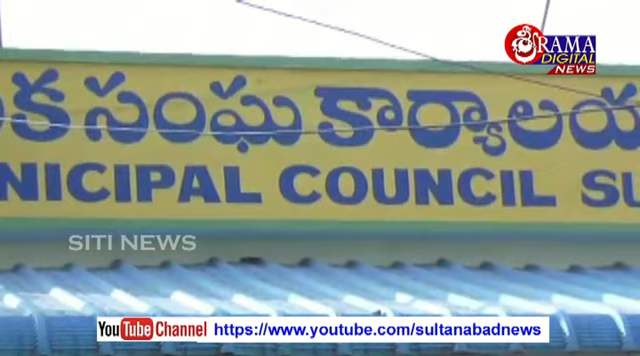 శ్రీRAMA
DIGITAL
NEWS
క సంఘ కార్యాలయ
NICIPAL COUNCIL SU
SITI NEWS
YouTube Channel https://www.youtube.com/sultanabadnews